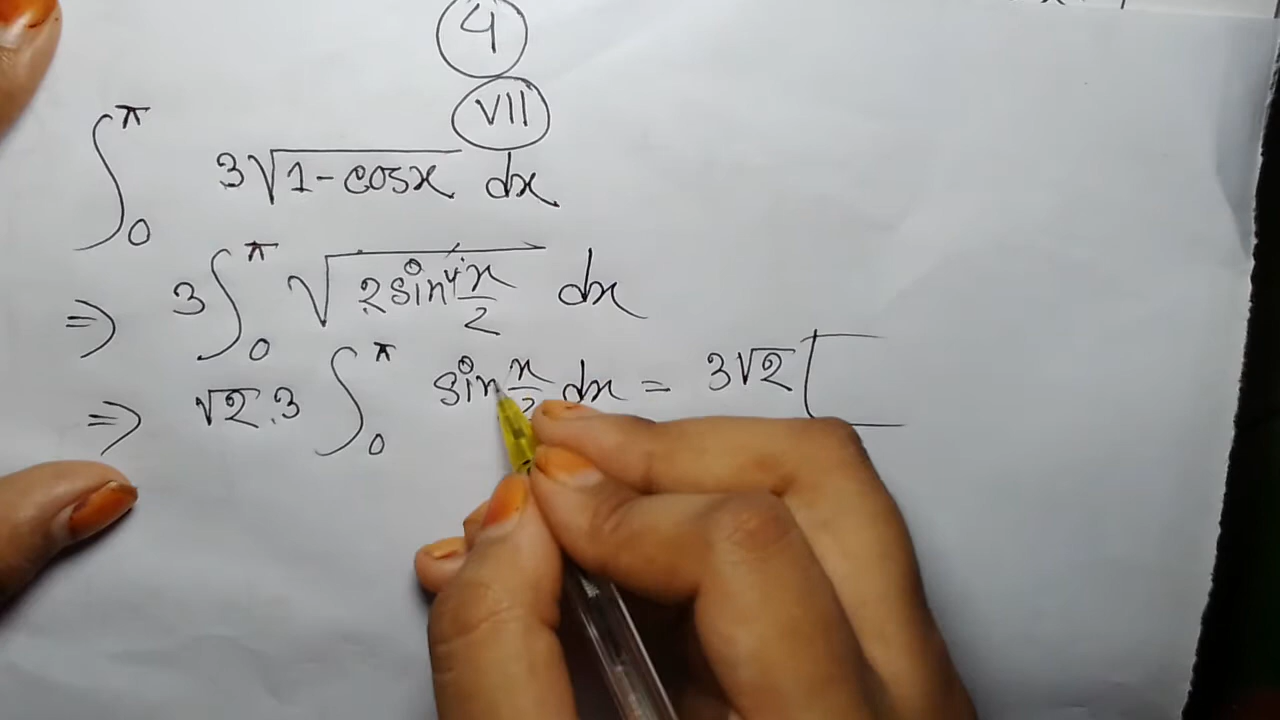 4
VII
∫₀^π 3√(1-cosx) dx
⇒ 3∫₀^π √(2sin²x/2) dx
⇒ √2.3 ∫₀^π sin x/2 dx = 3√2 [